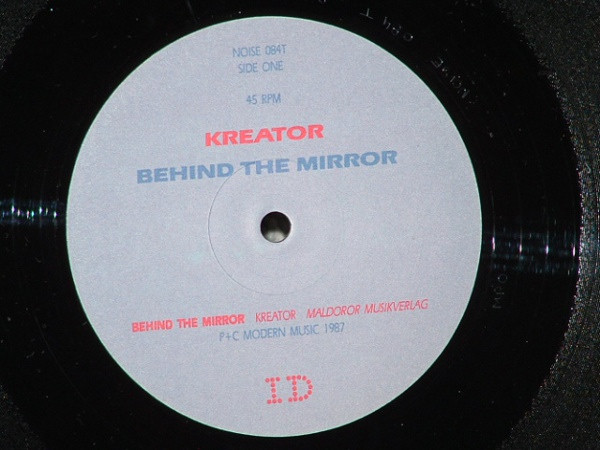 NOISE 084T
SIDE ONE
45 RPM
KREATOR
BEHIND THE MIRROR
BEHIND THE MIRROR KREATOR MALDOROR MUSIKVERLAG
P+C MODERN MUSIC 1987
ID